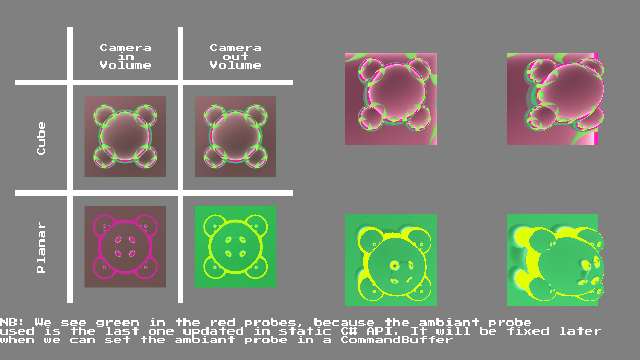 Camera
in
Volume
Camera
out
Volume
Cube
Planar
NB: We see green in the red probes, because the ambiant probe
used is the last one updated in static C# API. It will be fixed later
when we can set the ambiant probe in a CommandBuffer